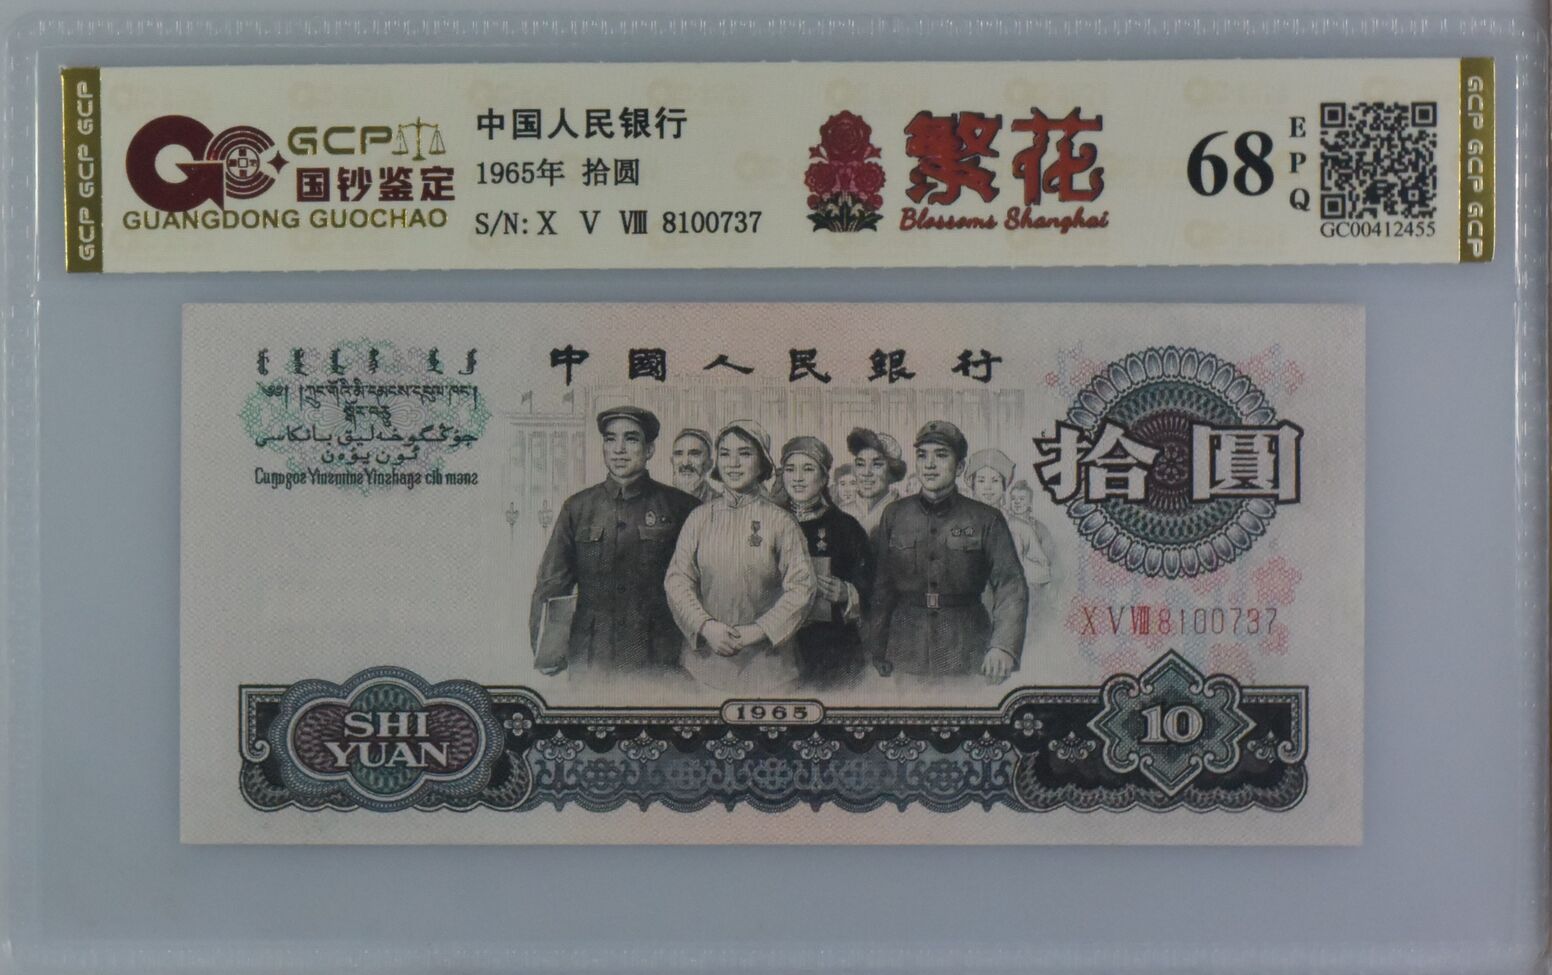 GCP GCP GCP
GCP
国钞鉴定
GUANGDONG GUOCHAO
中国人民银行
1965年 拾圆
S/N: X V Ⅷ 8100737
繁花
Blossoms Shanghai
68
EPQ
GC00412455
GCP GCP GCP
中國人民銀行
拾圓
X V Ⅷ 8100737
1965
SHI
YUAN
10